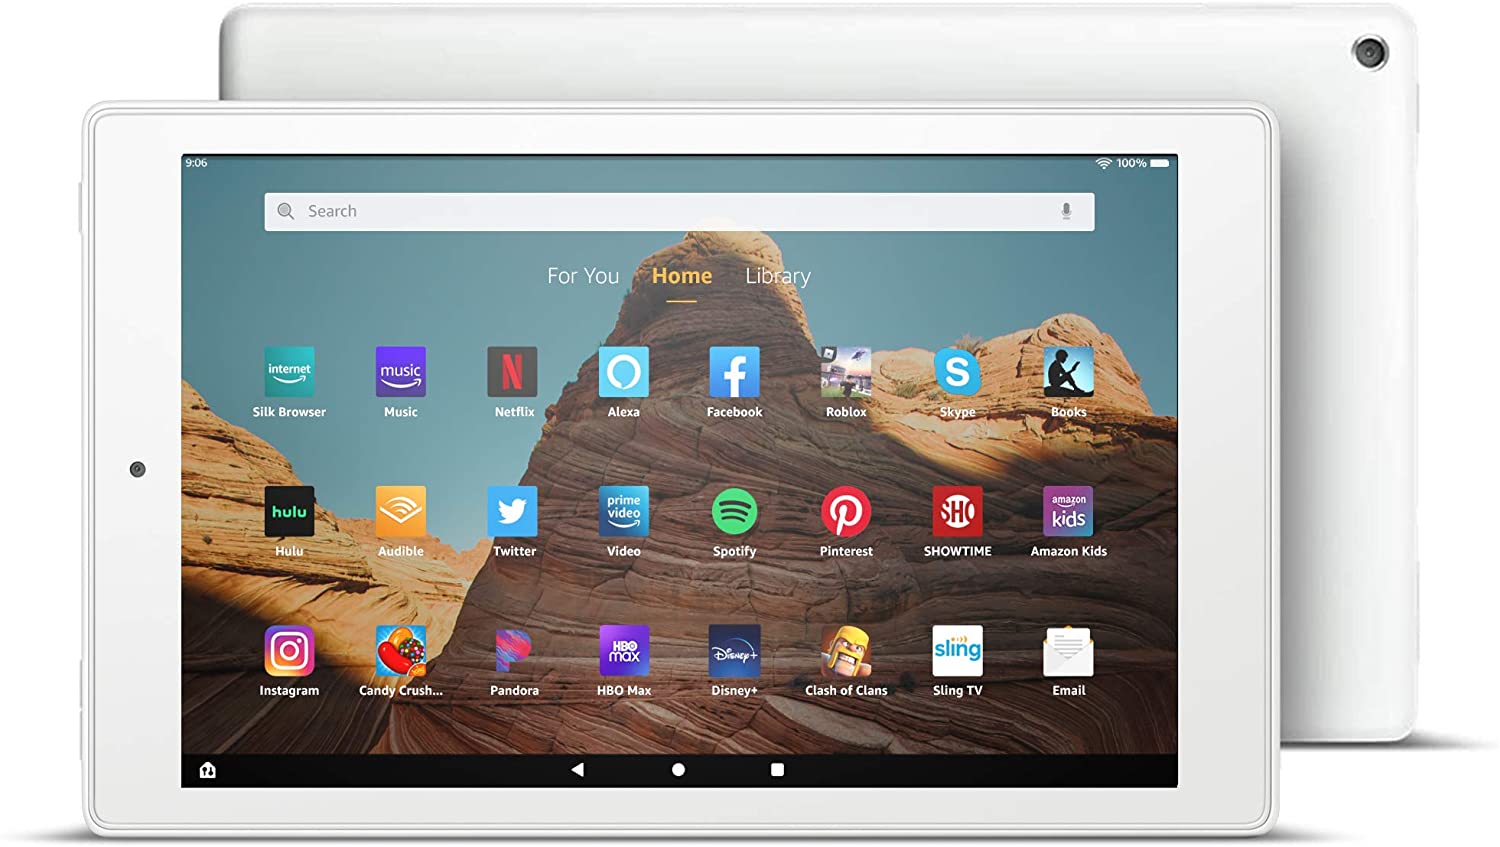 9:06
100%
Search
For You Home Library
internet
music
N
f
S
Silk Browser
Music
Netflix
Alexa
Facebook
Roblox
Skype
Books
hulu
prime video
SHO
amazon kids
Hulu
Audible
Twitter
Video
Spotify
Pinterest
SHOWTIME
Amazon Kids
HBO max
Disney+
sling
Instagram
Candy Crush...
Pandora
HBO Max
Disney+
Clash of Clans
Sling TV
Email